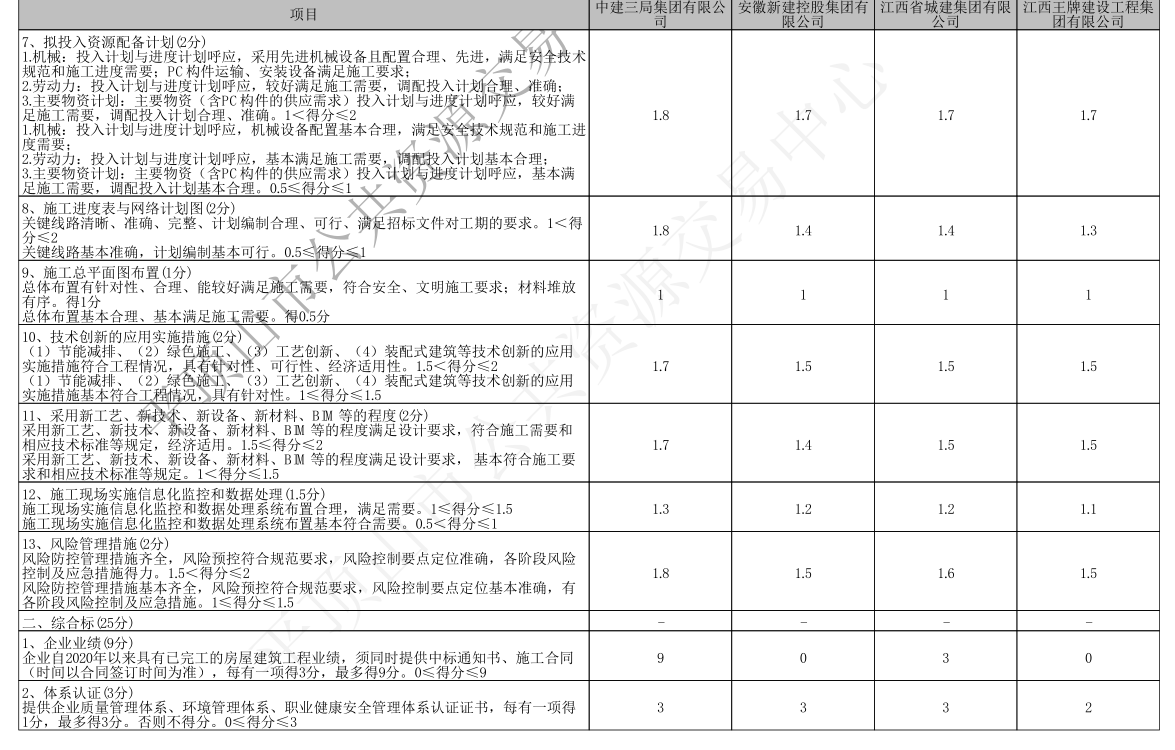 项目
中建三局集团有限公
司
安徽新建控股集团有
限公司
江西省城建集团有限
公司
江西王牌建设工程集
团有限公司
7、拟投入资源配备计划(2分)
1.机械：投入计划与进度计划呼应，采用先进机械设备且配置合理、先进，满足安全技术
规范和施工进度需要；PC构件运输、安装设备满足施工要求；
2.劳动力：投入计划与进度计划呼应，较好满足施工需要，调配投入计划合理、准确；
3.主要物资计划：主要物资（含PC构件的供应需求）投入计划与进度计划呼应，较好满
足施工需要，调配投入计划合理、准确。1＜得分≤2
1.机械：投入计划与进度计划呼应，机械设备配置基本合理，满足安全技术规范和施工进
度需要；
2.劳动力：投入计划与进度计划呼应，基本满足施工需要，调配投入计划基本合理；
3.主要物资计划：主要物资（含PC构件的供应需求）投入计划与进度计划呼应，基本满
足施工需要，调配投入计划基本合理。0.5≤得分≤1
1.8
1.7
1.7
1.7
8、施工进度表与网络计划图(2分)
关键线路清晰、准确、完整、计划编制合理、可行、满足招标文件对工期的要求。1＜得
分≤2
关键线路基本准确，计划编制基本可行。0.5≤得分≤1
1.8
1.4
1.4
1.3
9、施工总平面图布置(1分)
总体布置有针对性、合理、能较好满足施工需要，符合安全、文明施工要求；材料堆放
有序。得1分
总体布置基本合理、基本满足施工需要。得0.5分
1
1
1
1
10、技术创新的应用实施措施(2分)
（1）节能减排、（2）绿色施工、（3）工艺创新、（4）装配式建筑等技术创新的应用
实施措施符合工程情况，具有针对性、可行性、经济适用性。1.5＜得分≤2
（1）节能减排、（2）绿色施工、（3）工艺创新、（4）装配式建筑等技术创新的应用
实施措施基本符合工程情况，具有针对性。1≤得分≤1.5
1.7
1.5
1.5
1.5
11、采用新工艺、新技术、新设备、新材料、BIM 等的程度(2分)
采用新工艺、新技术、新设备、新材料、BIM 等的程度满足设计要求，符合施工需要和
相应技术标准等规定，经济适用。1.5≤得分≤2
采用新工艺、新技术、新设备、新材料、BIM 等的程度满足设计要求， 基本符合施工要
求和相应技术标准等规定。1＜得分≤1.5
1.7
1.4
1.5
1.5
12、施工现场实施信息化监控和数据处理(1.5分)
施工现场实施信息化监控和数据处理系统布置合理，满足需要。1≤得分≤1.5
施工现场实施信息化监控和数据处理系统布置基本符合需要。0.5＜得分≤1
1.3
1.2
1.2
1.1
13、风险管理措施(2分)
风险防控管理措施齐全，风险预控符合规范要求，风险控制要点定位准确，各阶段风险
控制及应急措施得力。1.5＜得分≤2
风险防控管理措施基本齐全，风险预控符合规范要求，风险控制要点定位基本准确，有
各阶段风险控制及应急措施。1≤得分≤1.5
1.8
1.5
1.6
1.5
二、综合标(25分)
-
-
-
-
1、企业业绩(9分)
企业自2020年以来具有已完工的房屋建筑工程业绩，须同时提供中标通知书、施工合同
（时间以合同签订时间为准），每有一项得3分，最多得9分。0≤得分≤9
9
0
3
0
2、体系认证(3分)
提供企业质量管理体系、环境管理体系、职业健康安全管理体系认证证书，每有一项得
1分，最多得3分。否则不得分。0≤得分≤3
3
3
3
2
平顶山市公共资源交易
平顶山市公共资源交易中心